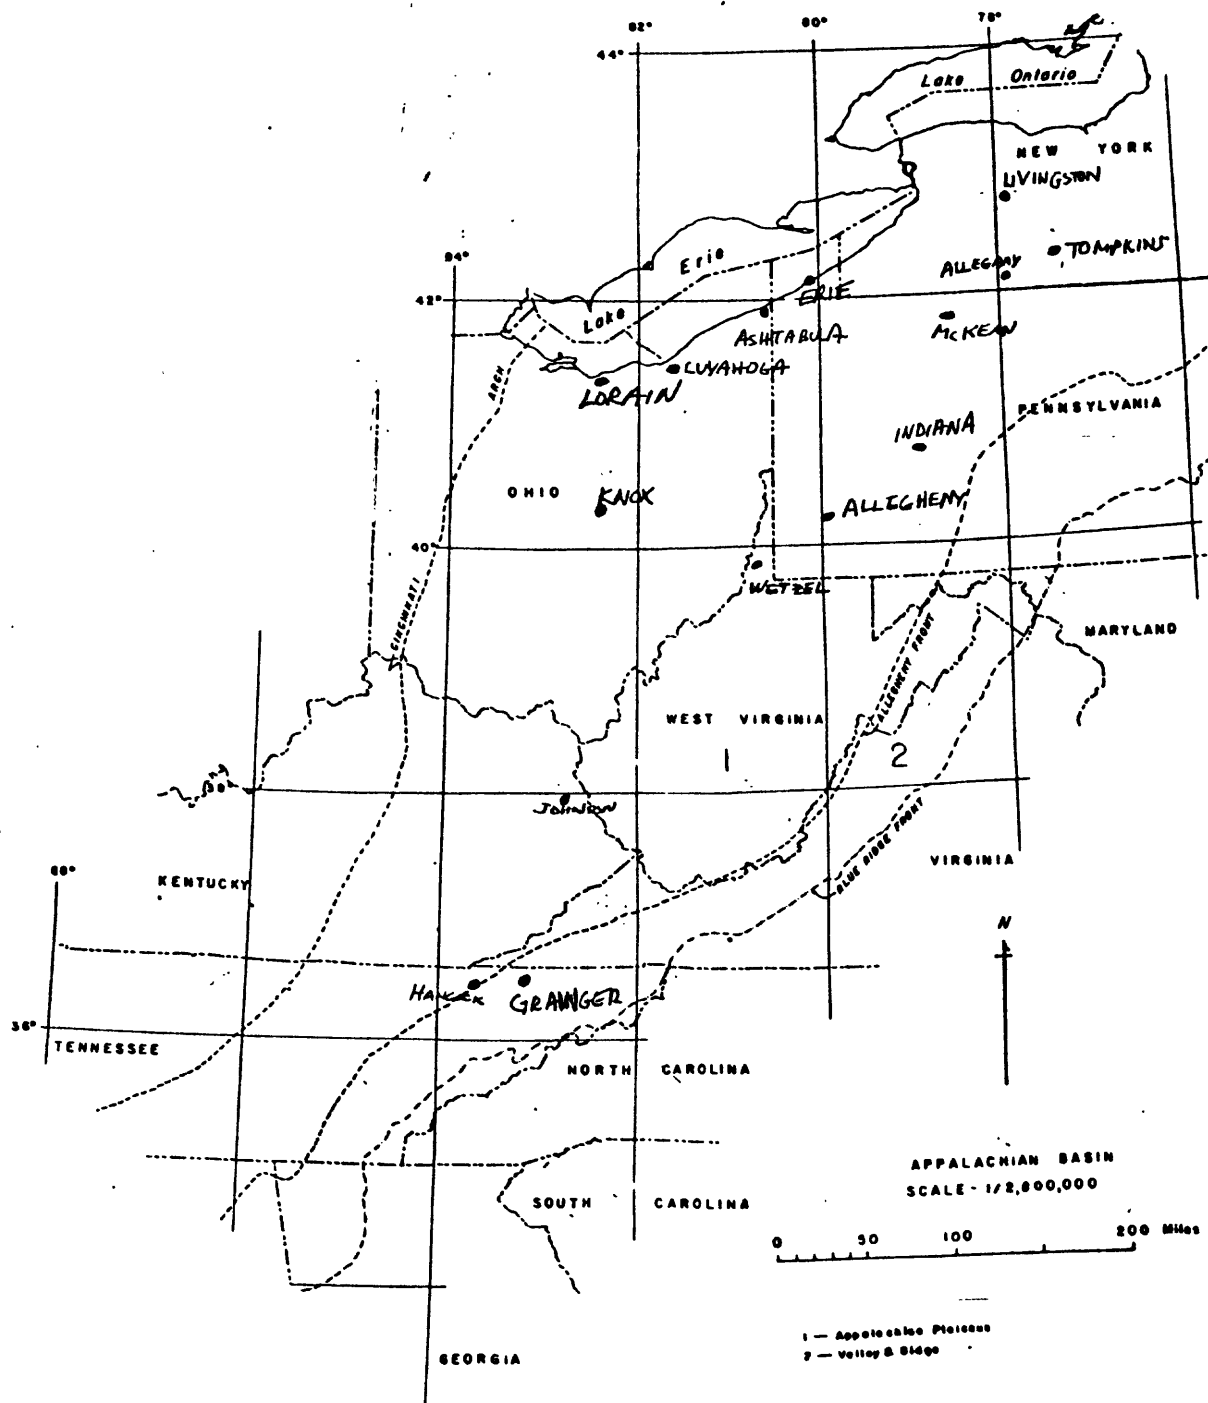 82°
80°
78°
44°
Lake Ontario
NEW YORK
LIVINGSTON
TOMPKINS
ALLEGANY
84°
Erie
42°
Lake
ERIE
ASHTABULA
McKEAN
CUYAHOGA
LORAIN
ARCH
PENNSYLVANIA
INDIANA
OHIO
KNOX
ALLEGHENY
40°
WETZEL
CINCINNATI
MARYLAND
ALLEGHENY FRONT
WEST VIRGINIA
1
2
JOHNSON
BLUE RIDGE FRONT
VIRGINIA
KENTUCKY
N
HANCOCK
GRAINGER
36°
TENNESSEE
NORTH CAROLINA
APPALACHIAN BASIN
SCALE - 1/2,600,000
SOUTH CAROLINA
0 50 100 200 Miles
1 — Appalachian Plateaus
2 — Valley & Ridge
GEORGIA